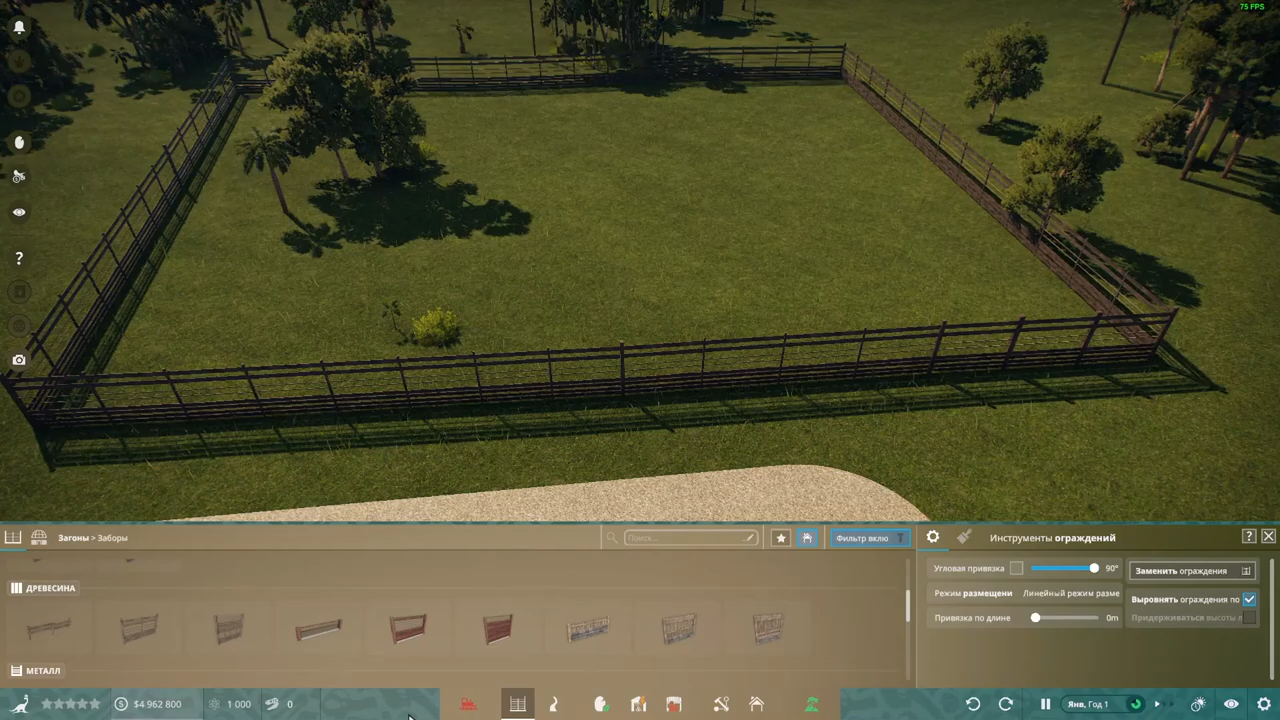 75 FPS
?
Загоны > Заборы
Поиск...
Фильтр вклю
Инструменты ограждений
?
Угловая привязка
90°
Заменить ограждения
ДРЕВЕСИНА
Режим размещени
Линейный режим разме
Выровнять ограждения по
Привязка по длине
0m
Придерживаться высоты л
МЕТАЛЛ
$4 962 800
1 000
0
Янв, Год 1